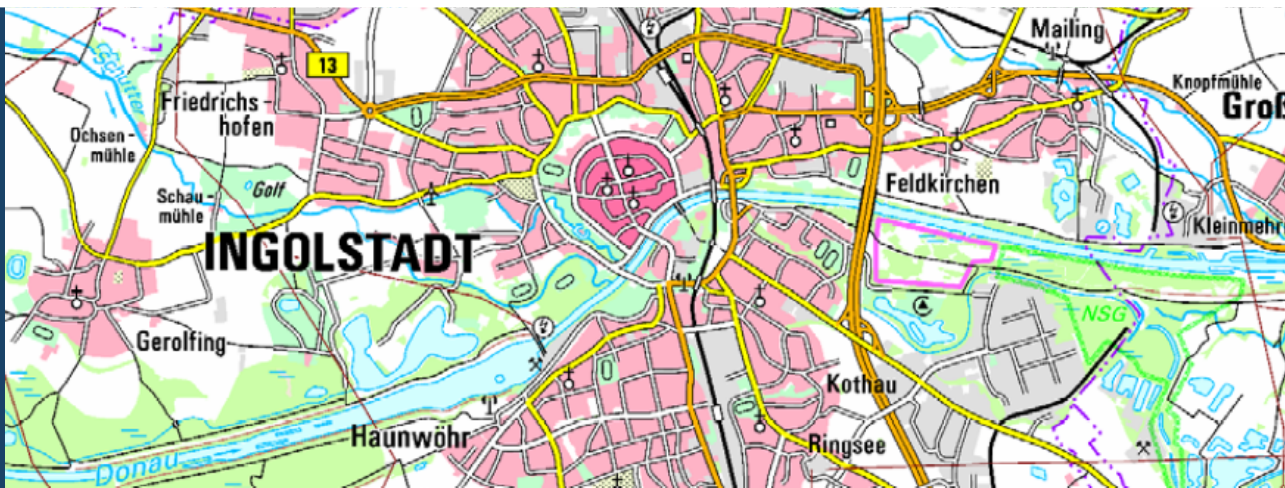 Mailing
13
Schutter
Knopfmühle
Friedrichs-
hofen
Groß
Ochsen-
mühle
Golf
Feldkirchen
Schau-
mühle
Kleinmehr
INGOLSTADT
NSG
Gerolfing
Kothau
Haunwöhr
Ringsee
Donau